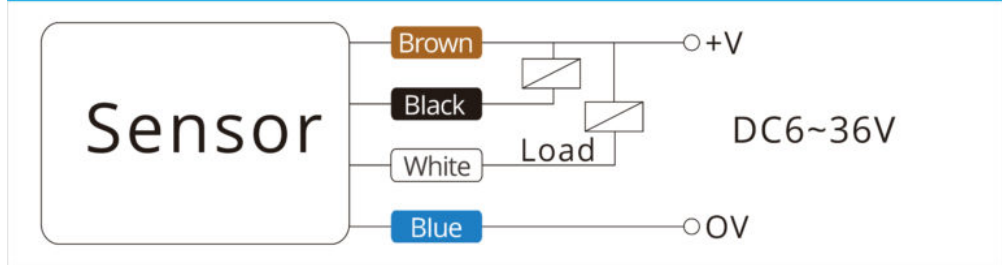 Brown
+V
Black
Sensor
DC6~36V
White
Load
Blue
OV